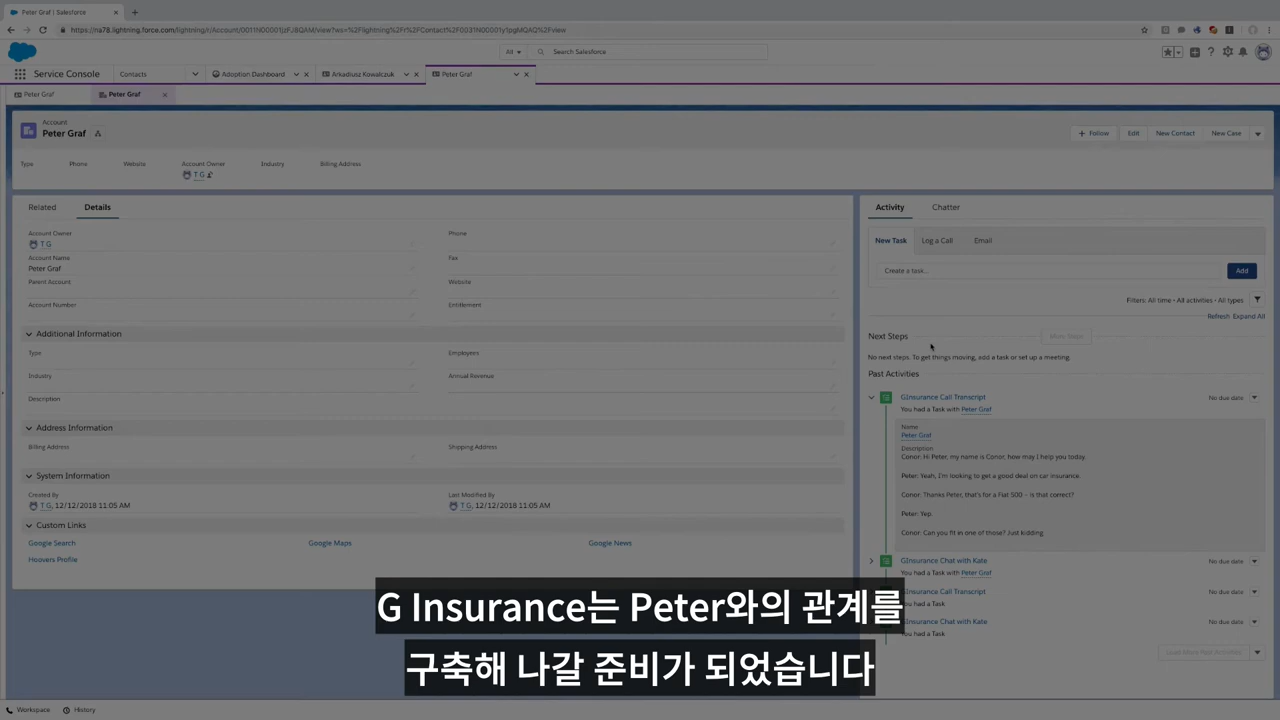 Peter Graf | Salesforce
https://na78.lightning.force.com/lightning/r/Account/
All
Search Salesforce
Service Console
Contacts
Adoption Dashboard
Arkadiusz Kowalczuk
Peter Graf
Peter Graf
Peter Graf
Account
Peter Graf
Follow
Edit
New Contact
New Case
Type
Phone
Website
Account Owner
Industry
Billing Address
T G
Related
Details
Account Owner
T G
Phone
Account Name
Peter Graf
Fax
Parent Account
Website
Account Number
Entitlement
Additional Information
Type
Employees
Industry
Annual Revenue
Description
Address Information
Billing Address
Shipping Address
System Information
Created By
T G, 12/12/2018 11:05 AM
Last Modified By
T G, 12/12/2018 11:05 AM
Custom Links
Google Search
Google Maps
Google News
Hoovers Profile
Activity
Chatter
New Task
Log a Call
Email
Create a task...
Add
Filters: All time • All activities • All types
Refresh Expand All
Next Steps
More Steps
No next steps. To get things moving, add a task or set up a meeting.
Past Activities
GInsurance Call Transcript
No due date
You had a Task with Peter Graf
Name
Peter Graf
Description
Conor: Hi Peter, my name is Conor, how may I help you today.
Peter: Yeah, I'm looking to get a good deal on car insurance.
Conor: Thanks Peter, that's for a Fiat 500 – is that correct?
Peter: Yep.
Conor: Can you fit in one of those? Just kidding.
GInsurance Chat with Kate
No due date
You had a Task with Peter Graf
GInsurance Call Transcript
No due date
You had a Task
GInsurance Chat with Kate
No due date
You had a Task
Load More Past Activities
G Insurance는 Peter와의 관계를
구축해 나갈 준비가 되었습니다
Workspace
History